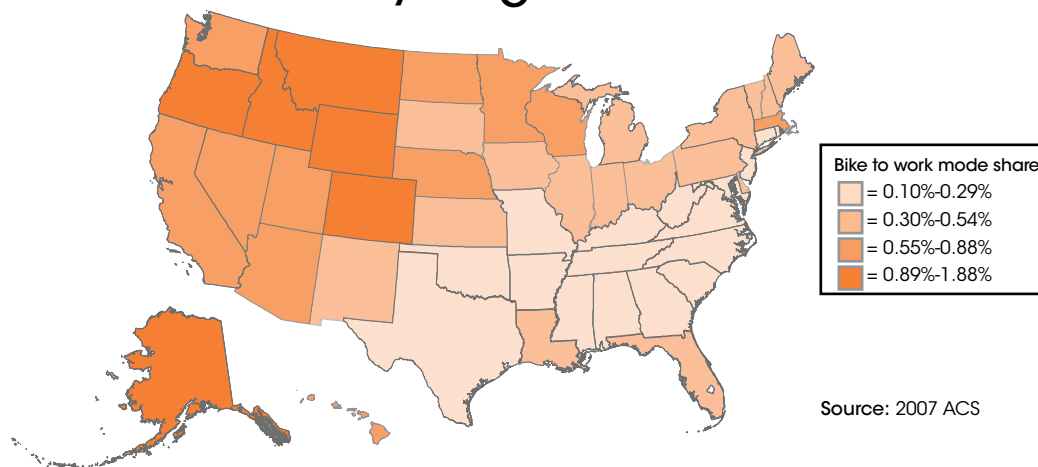 Bike to work mode share
= 0.10%-0.29%
= 0.30%-0.54%
= 0.55%-0.88%
= 0.89%-1.88%
Source: 2007 ACS